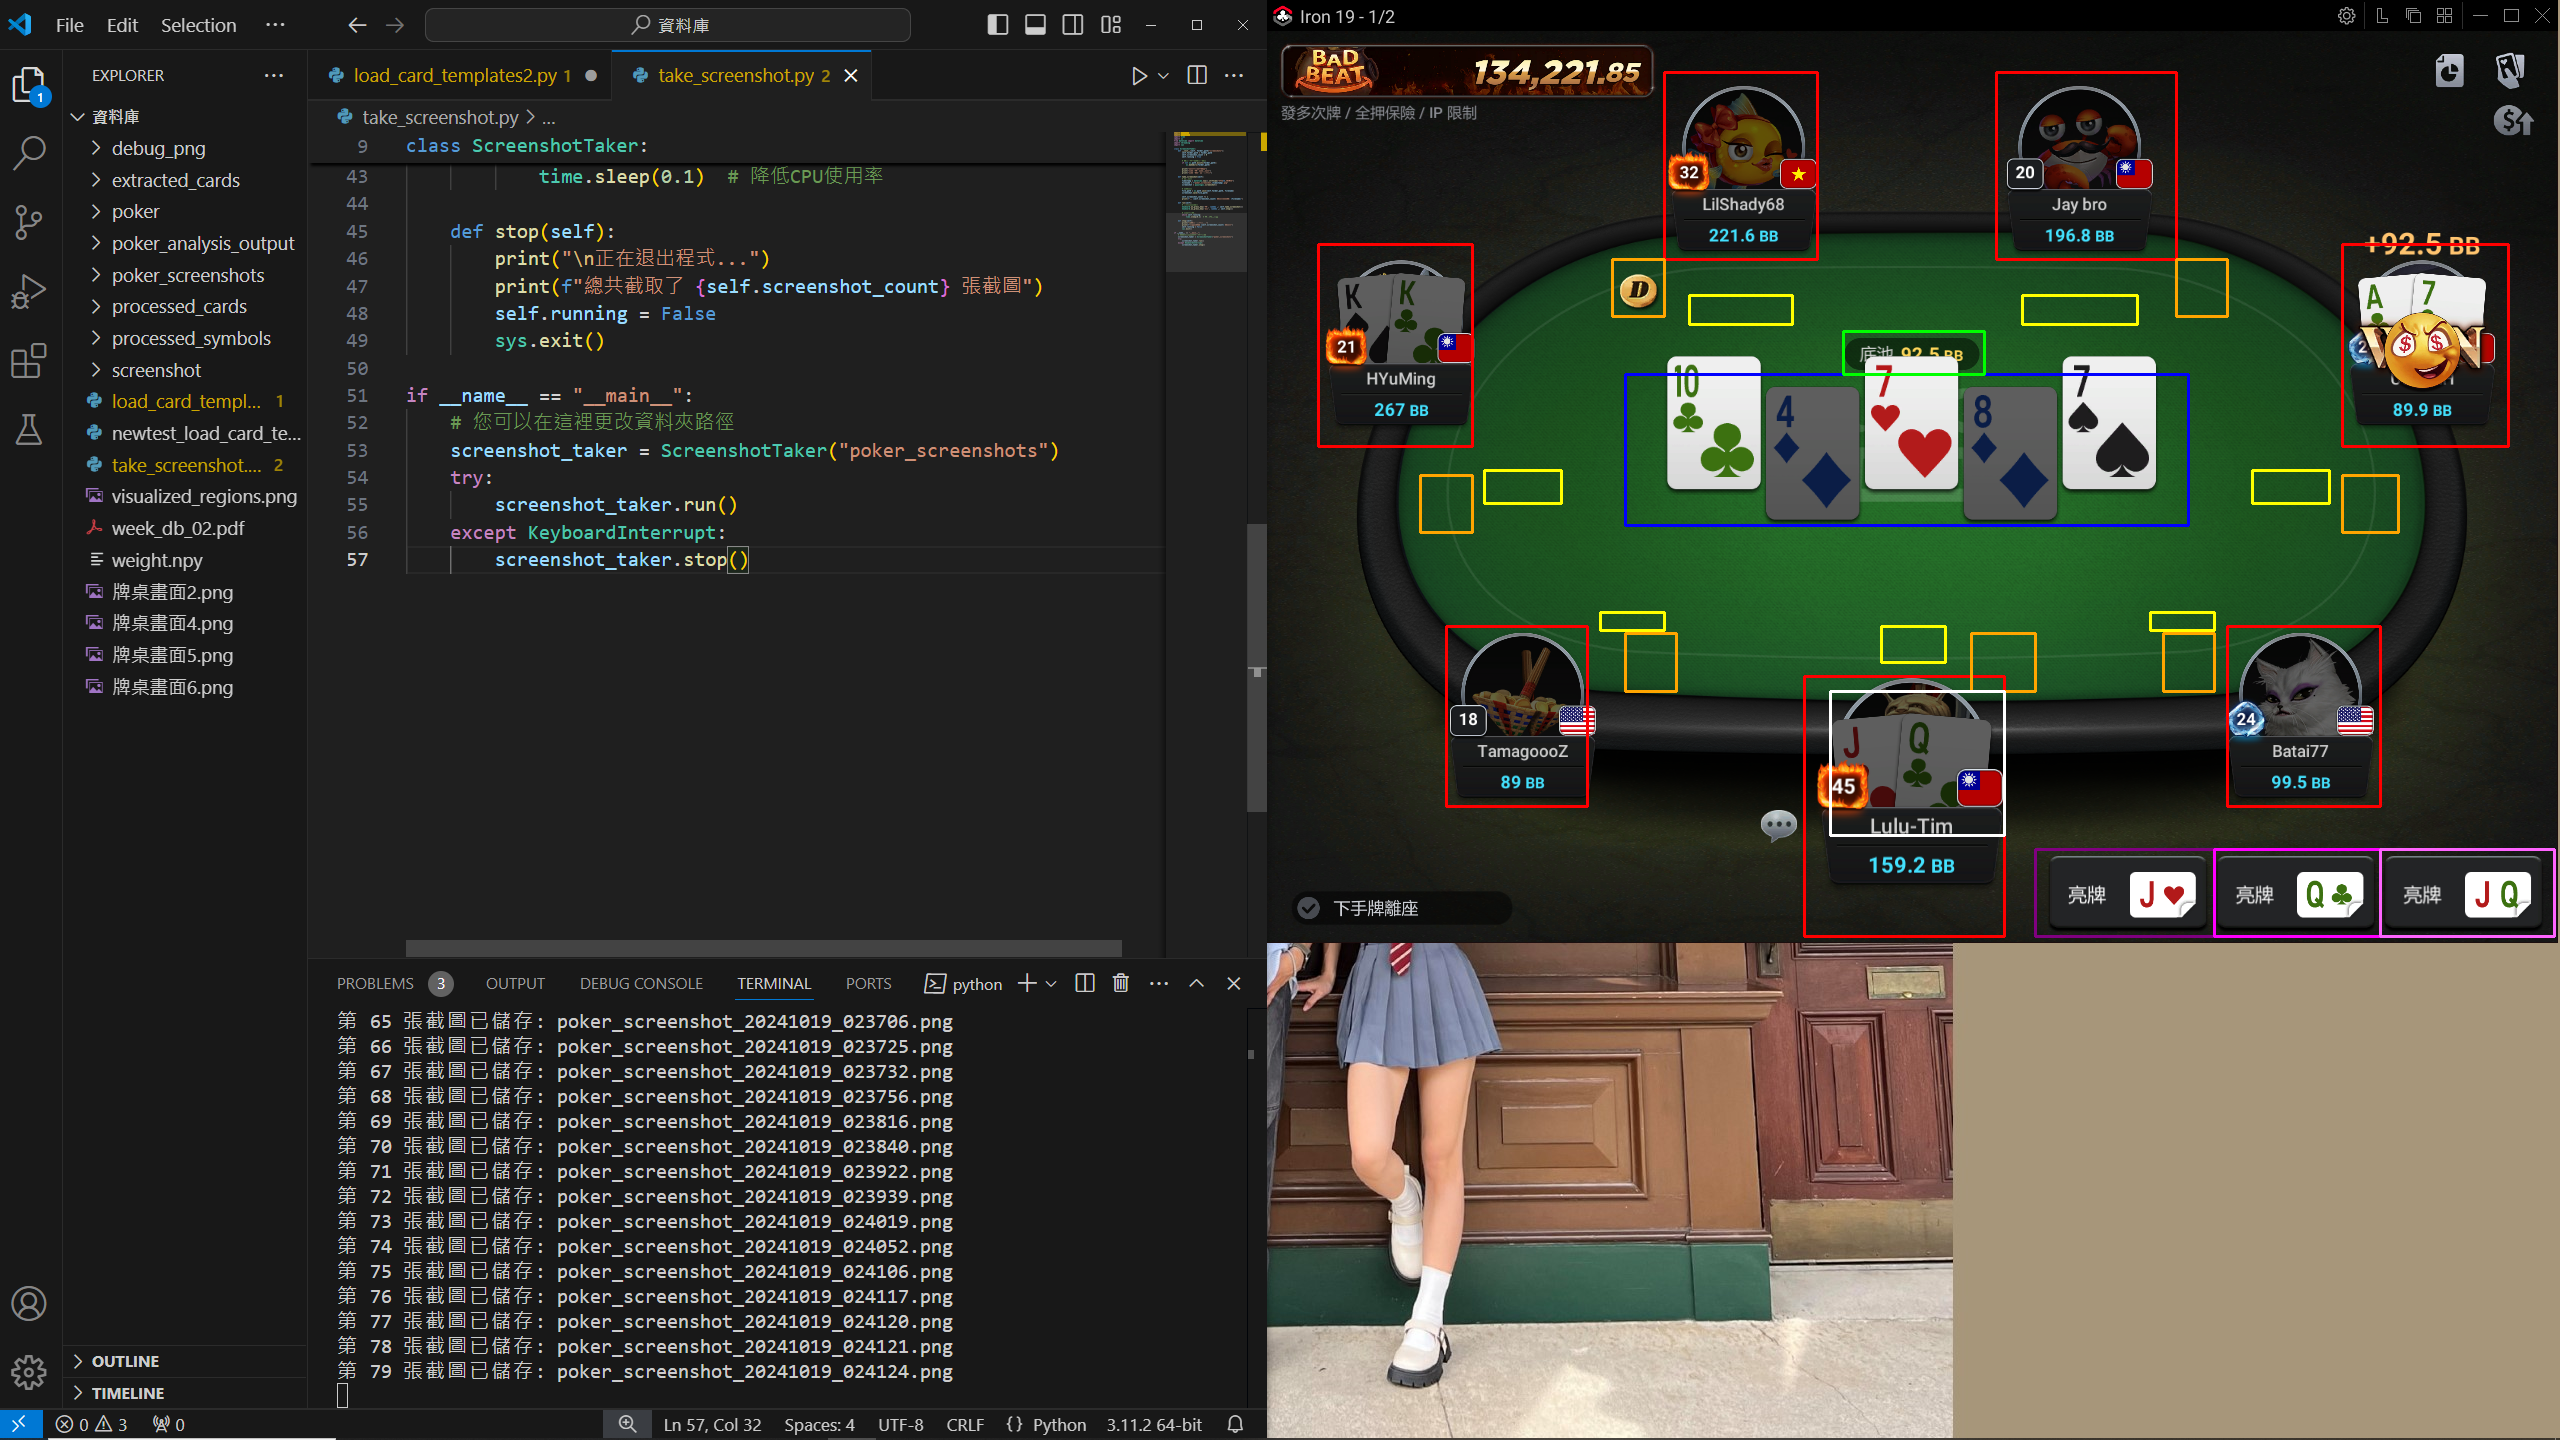 File Edit Selection ···
資料庫
EXPLORER ···
資料庫
debug_png
extracted_cards
poker
poker_analysis_output
poker_screenshots
processed_cards
processed_symbols
screenshot
load_card_templ... 1
newtest_load_card_te...
take_screenshot.... 2
visualized_regions.png
week_db_02.pdf
weight.npy
牌桌畫面2.png
牌桌畫面4.png
牌桌畫面5.png
牌桌畫面6.png
OUTLINE
TIMELINE
1
load_card_templates2.py 1
take_screenshot.py 2
take_screenshot.py > ...
9 class ScreenshotTaker:
43 time.sleep(0.1) # 降低CPU使用率
44
45 def stop(self):
46 print("\n正在退出程式...")
47 print(f"總共截取了 {self.screenshot_count} 張截圖")
48 self.running = False
49 sys.exit()
50
51 if __name__ == "__main__":
52 # 您可以在這裡更改資料夾路徑
53 screenshot_taker = ScreenshotTaker("poker_screenshots")
54 try:
55 screenshot_taker.run()
56 except KeyboardInterrupt:
57 screenshot_taker.stop()
PROBLEMS 3 OUTPUT DEBUG CONSOLE TERMINAL PORTS python
第 65 張截圖已儲存: poker_screenshot_20241019_023706.png
第 66 張截圖已儲存: poker_screenshot_20241019_023725.png
第 67 張截圖已儲存: poker_screenshot_20241019_023732.png
第 68 張截圖已儲存: poker_screenshot_20241019_023756.png
第 69 張截圖已儲存: poker_screenshot_20241019_023816.png
第 70 張截圖已儲存: poker_screenshot_20241019_023840.png
第 71 張截圖已儲存: poker_screenshot_20241019_023922.png
第 72 張截圖已儲存: poker_screenshot_20241019_023939.png
第 73 張截圖已儲存: poker_screenshot_20241019_024019.png
第 74 張截圖已儲存: poker_screenshot_20241019_024052.png
第 75 張截圖已儲存: poker_screenshot_20241019_024106.png
第 76 張截圖已儲存: poker_screenshot_20241019_024117.png
第 77 張截圖已儲存: poker_screenshot_20241019_024120.png
第 78 張截圖已儲存: poker_screenshot_20241019_024121.png
第 79 張截圖已儲存: poker_screenshot_20241019_024124.png
0 3 0 Ln 57, Col 32 Spaces: 4 UTF-8 CRLF {} Python 3.11.2 64-bit
Iron 19 - 1/2
BAD BEAT 134,221.85
發多次牌 / 全押保險 / IP 限制
32
LilShady68
221.6 BB
20
Jay bro
196.8 BB
D
+92.5 BB
A 7
WIN
89.9 BB
K K
21
HYuMing
267 BB
底池 92.5 BB
10 4 7 8 7
18
TamagoooZ
89 BB
J Q
45
Lulu-Tim
159.2 BB
24
Batai77
99.5 BB
下手牌離座
亮牌 J
亮牌 Q
亮牌 J Q